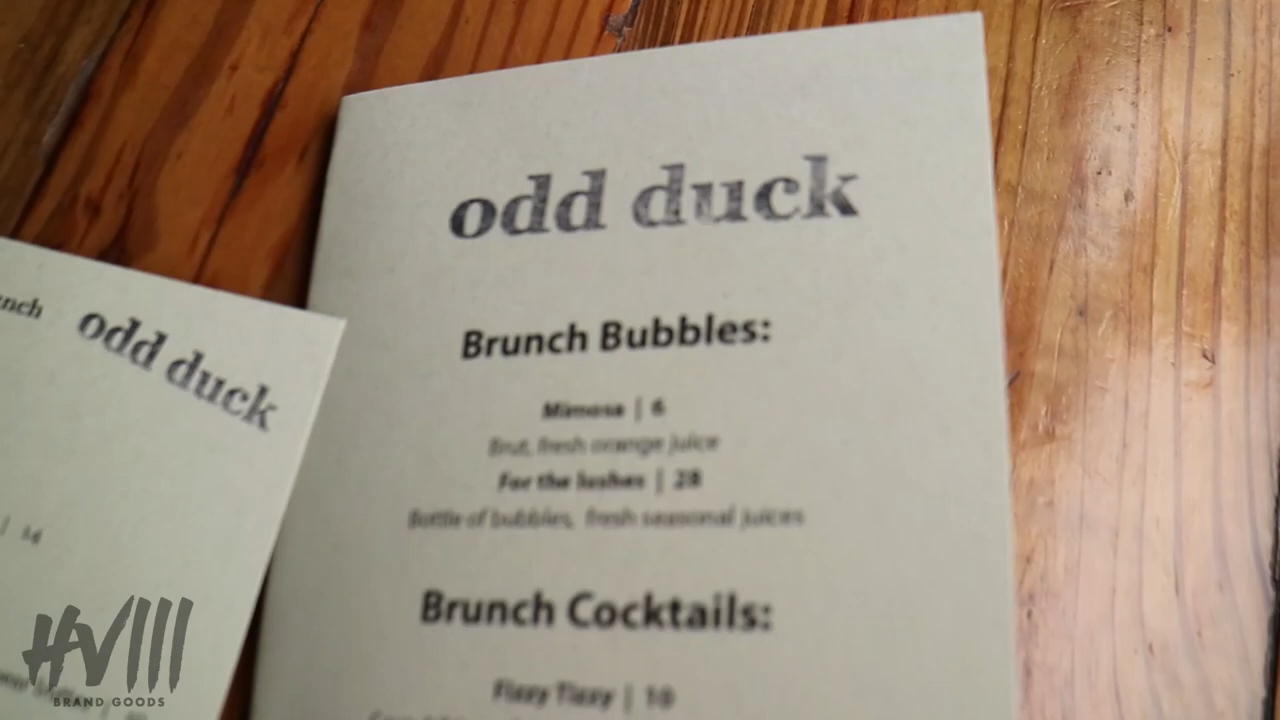 odd duck
Brunch Bubbles:
Mimosa | 6
Brut, fresh orange juice
For the lushes | 28
Bottle of bubbles, fresh seasonal juices
Brunch Cocktails:
Fizzy Tizzy | 10
odd duck
| 14
HVIII
BRAND GOODS